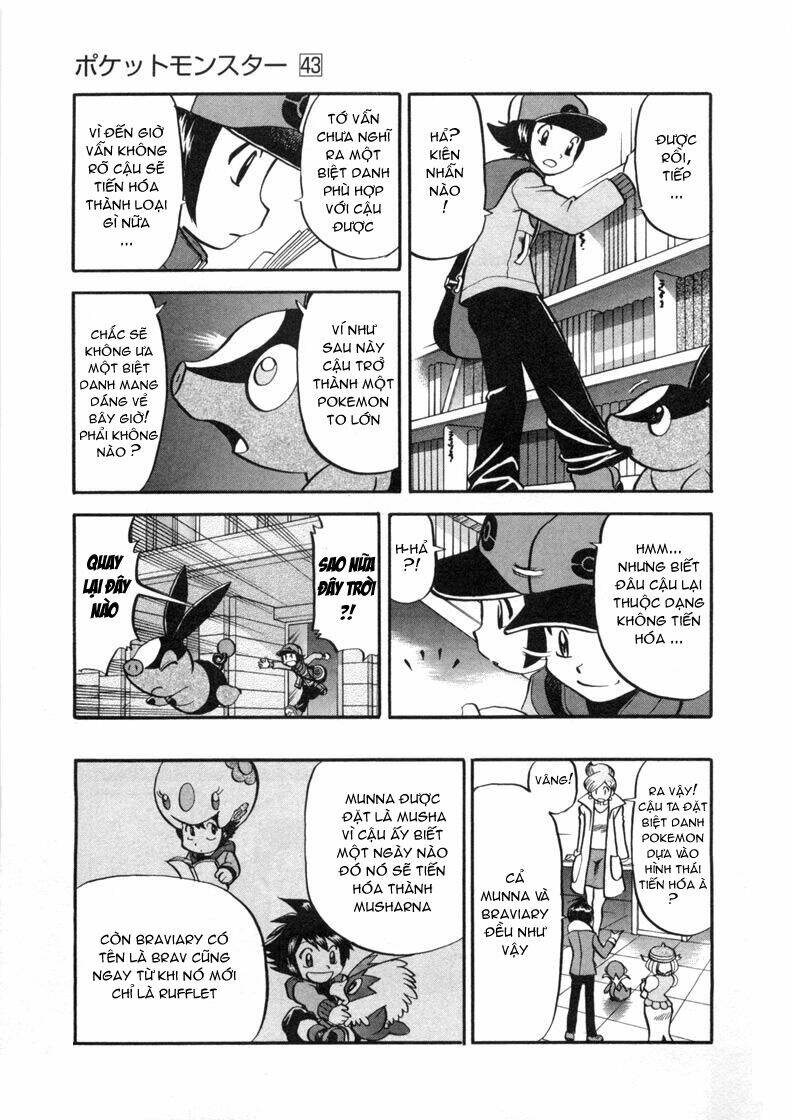 ポケットモンスター 43
ĐƯỢC
RỒI,
TIẾP
...
HẢ?
KIÊN
NHẪN
NÀO
!
TỚ VẪN
CHƯA NGHĨ
RA MỘT
BIỆT DANH
PHÙ HỢP
VỚI CẬU
ĐƯỢC
VÌ ĐẾN GIỜ
VẪN KHÔNG
RÕ CẬU SẼ
TIẾN HÓA
THÀNH LOẠI
GÌ NỮA
...
VÍ NHƯ
SAU NÀY
CẬU TRỞ
THÀNH MỘT
POKEMON
TO LỚN
CHẮC SẼ
KHÔNG ƯA
MỘT BIỆT
DANH MANG
DÁNG VẺ
BÂY GIỜ!
PHẢI KHÔNG
NÀO ?
HMM...
NHƯNG BIẾT
ĐÂU CẬU LẠI
THUỘC DẠNG
KHÔNG TIẾN
HÓA ...
H-HẢ
?!
SAO NỮA
ĐÂY TRỜI
?!
QUAY
LẠI ĐÂY
NÀO
RA VẬY!
CẬU TA ĐẶT
BIỆT DANH
POKEMON
DỰA VÀO
HÌNH THÁI
TIẾN HÓA À
?
VÂNG!
CẢ
MUNNA VÀ
BRAVIARY
ĐỀU NHƯ
VẬY
MUNNA ĐƯỢC
ĐẶT LÀ MUSHA
VÌ CẬU ẤY BIẾT
MỘT NGÀY NÀO
ĐÓ NÓ SẼ TIẾN
HÓA THÀNH
MUSHARNA
CÒN BRAVIARY CÓ
TÊN LÀ BRAV CŨNG
NGAY TỪ KHI NÓ MỚI
CHỈ LÀ RUFFLET